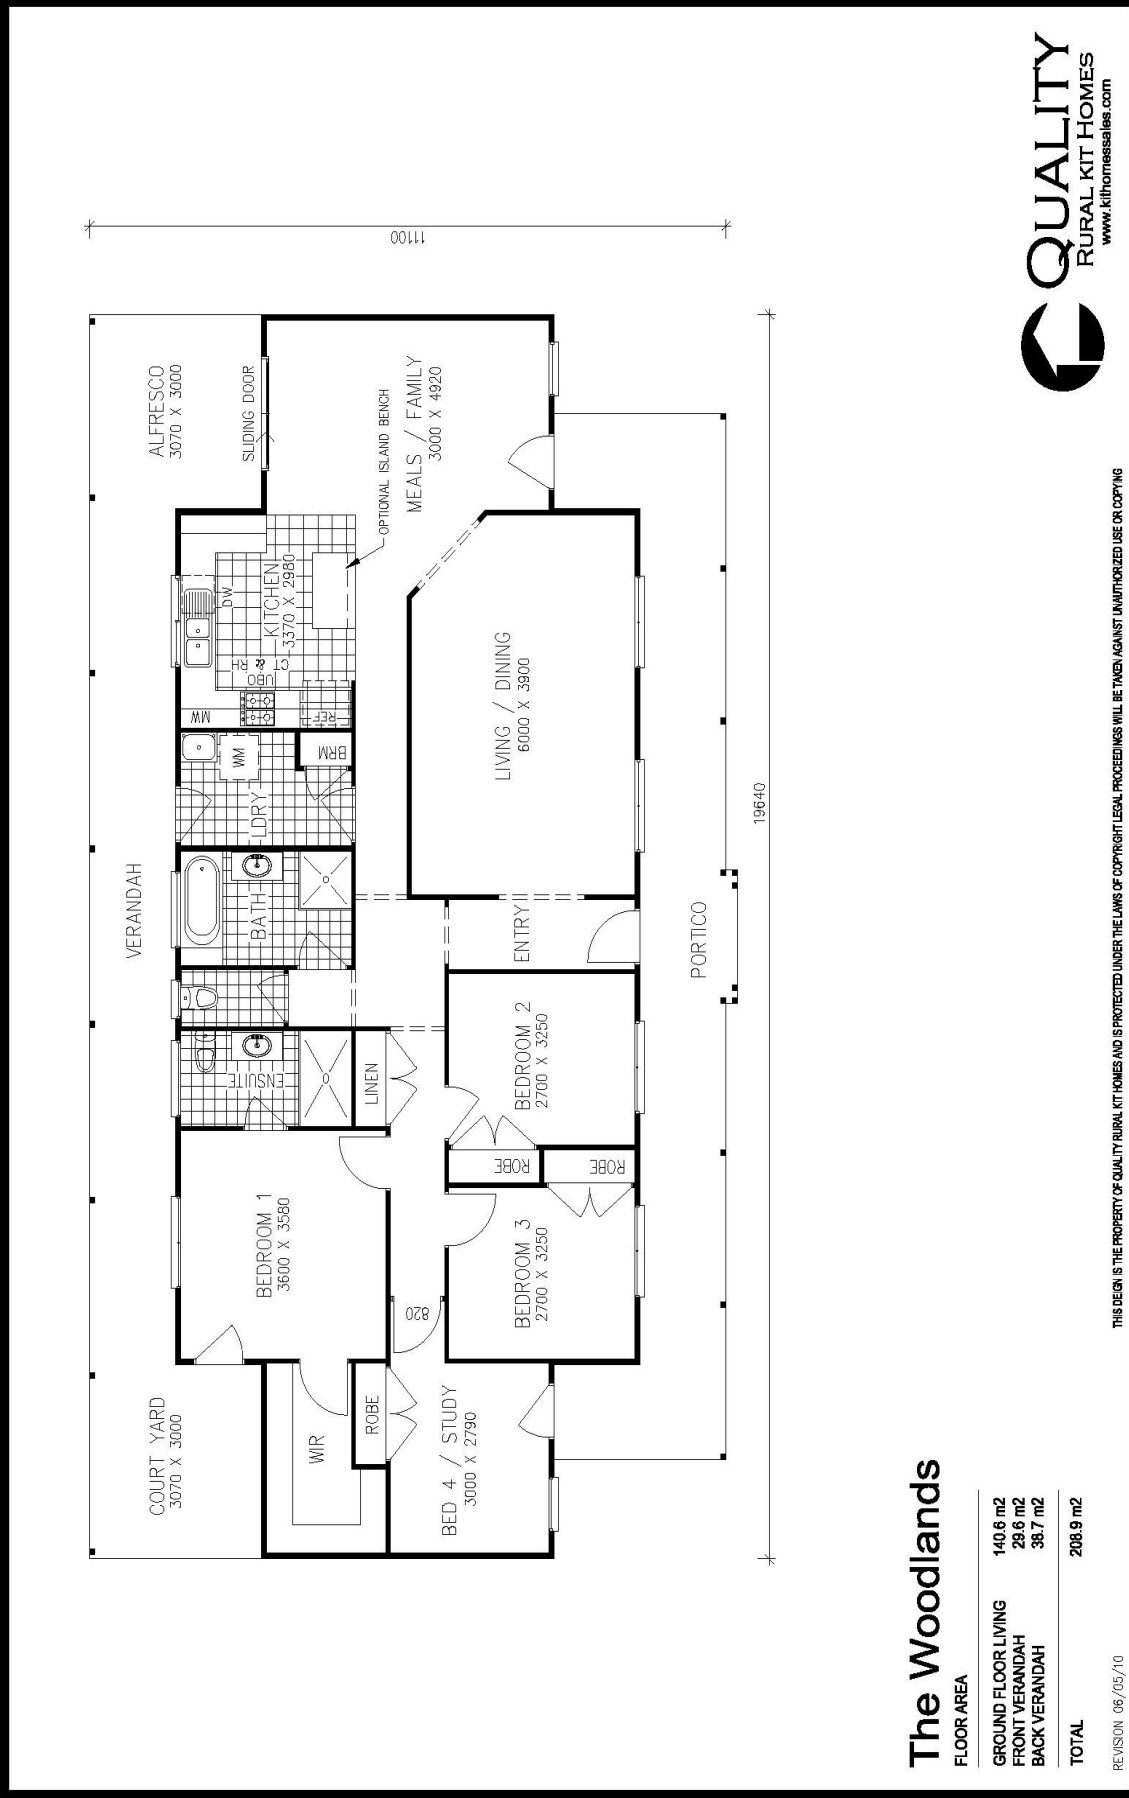 ALFRESCO
3070 X 3000
SLIDING DOOR
11100
MEALS / FAMILY
3000 X 4920
OPTIONAL ISLAND BENCH
KITCHEN
3370 X 2980
DW
CT & RH
UBO
MW
REF
WM
BRM
LDRY
LIVING / DINING
6000 X 3900
19640
VERANDAH
BATH
ENTRY
PORTICO
ENSUITE
LINEN
BEDROOM 2
2700 X 3250
ROBE
ROBE
BEDROOM 1
3600 X 3580
BEDROOM 3
2700 X 3250
820
COURT YARD
3070 X 3000
WIR
ROBE
BED 4 / STUDY
3000 X 2790
The Woodlands
FLOOR AREA
GROUND FLOOR LIVING 140.6 m2
FRONT VERANDAH 29.6 m2
BACK VERANDAH 38.7 m2
TOTAL 208.9 m2
REVISION 06/05/10
THIS DEIGN IS THE PROPERTY OF QUALITY RURAL KIT HOMES AND IS PROTECTED UNDER THE LAWS OF COPYRIGHT LEGAL PROCEEDINGS WILL BE TAKEN AGAINST UNAUTHORIZED USE OR COPYING
QUALITY
RURAL KIT HOMES
www.kithomessales.com